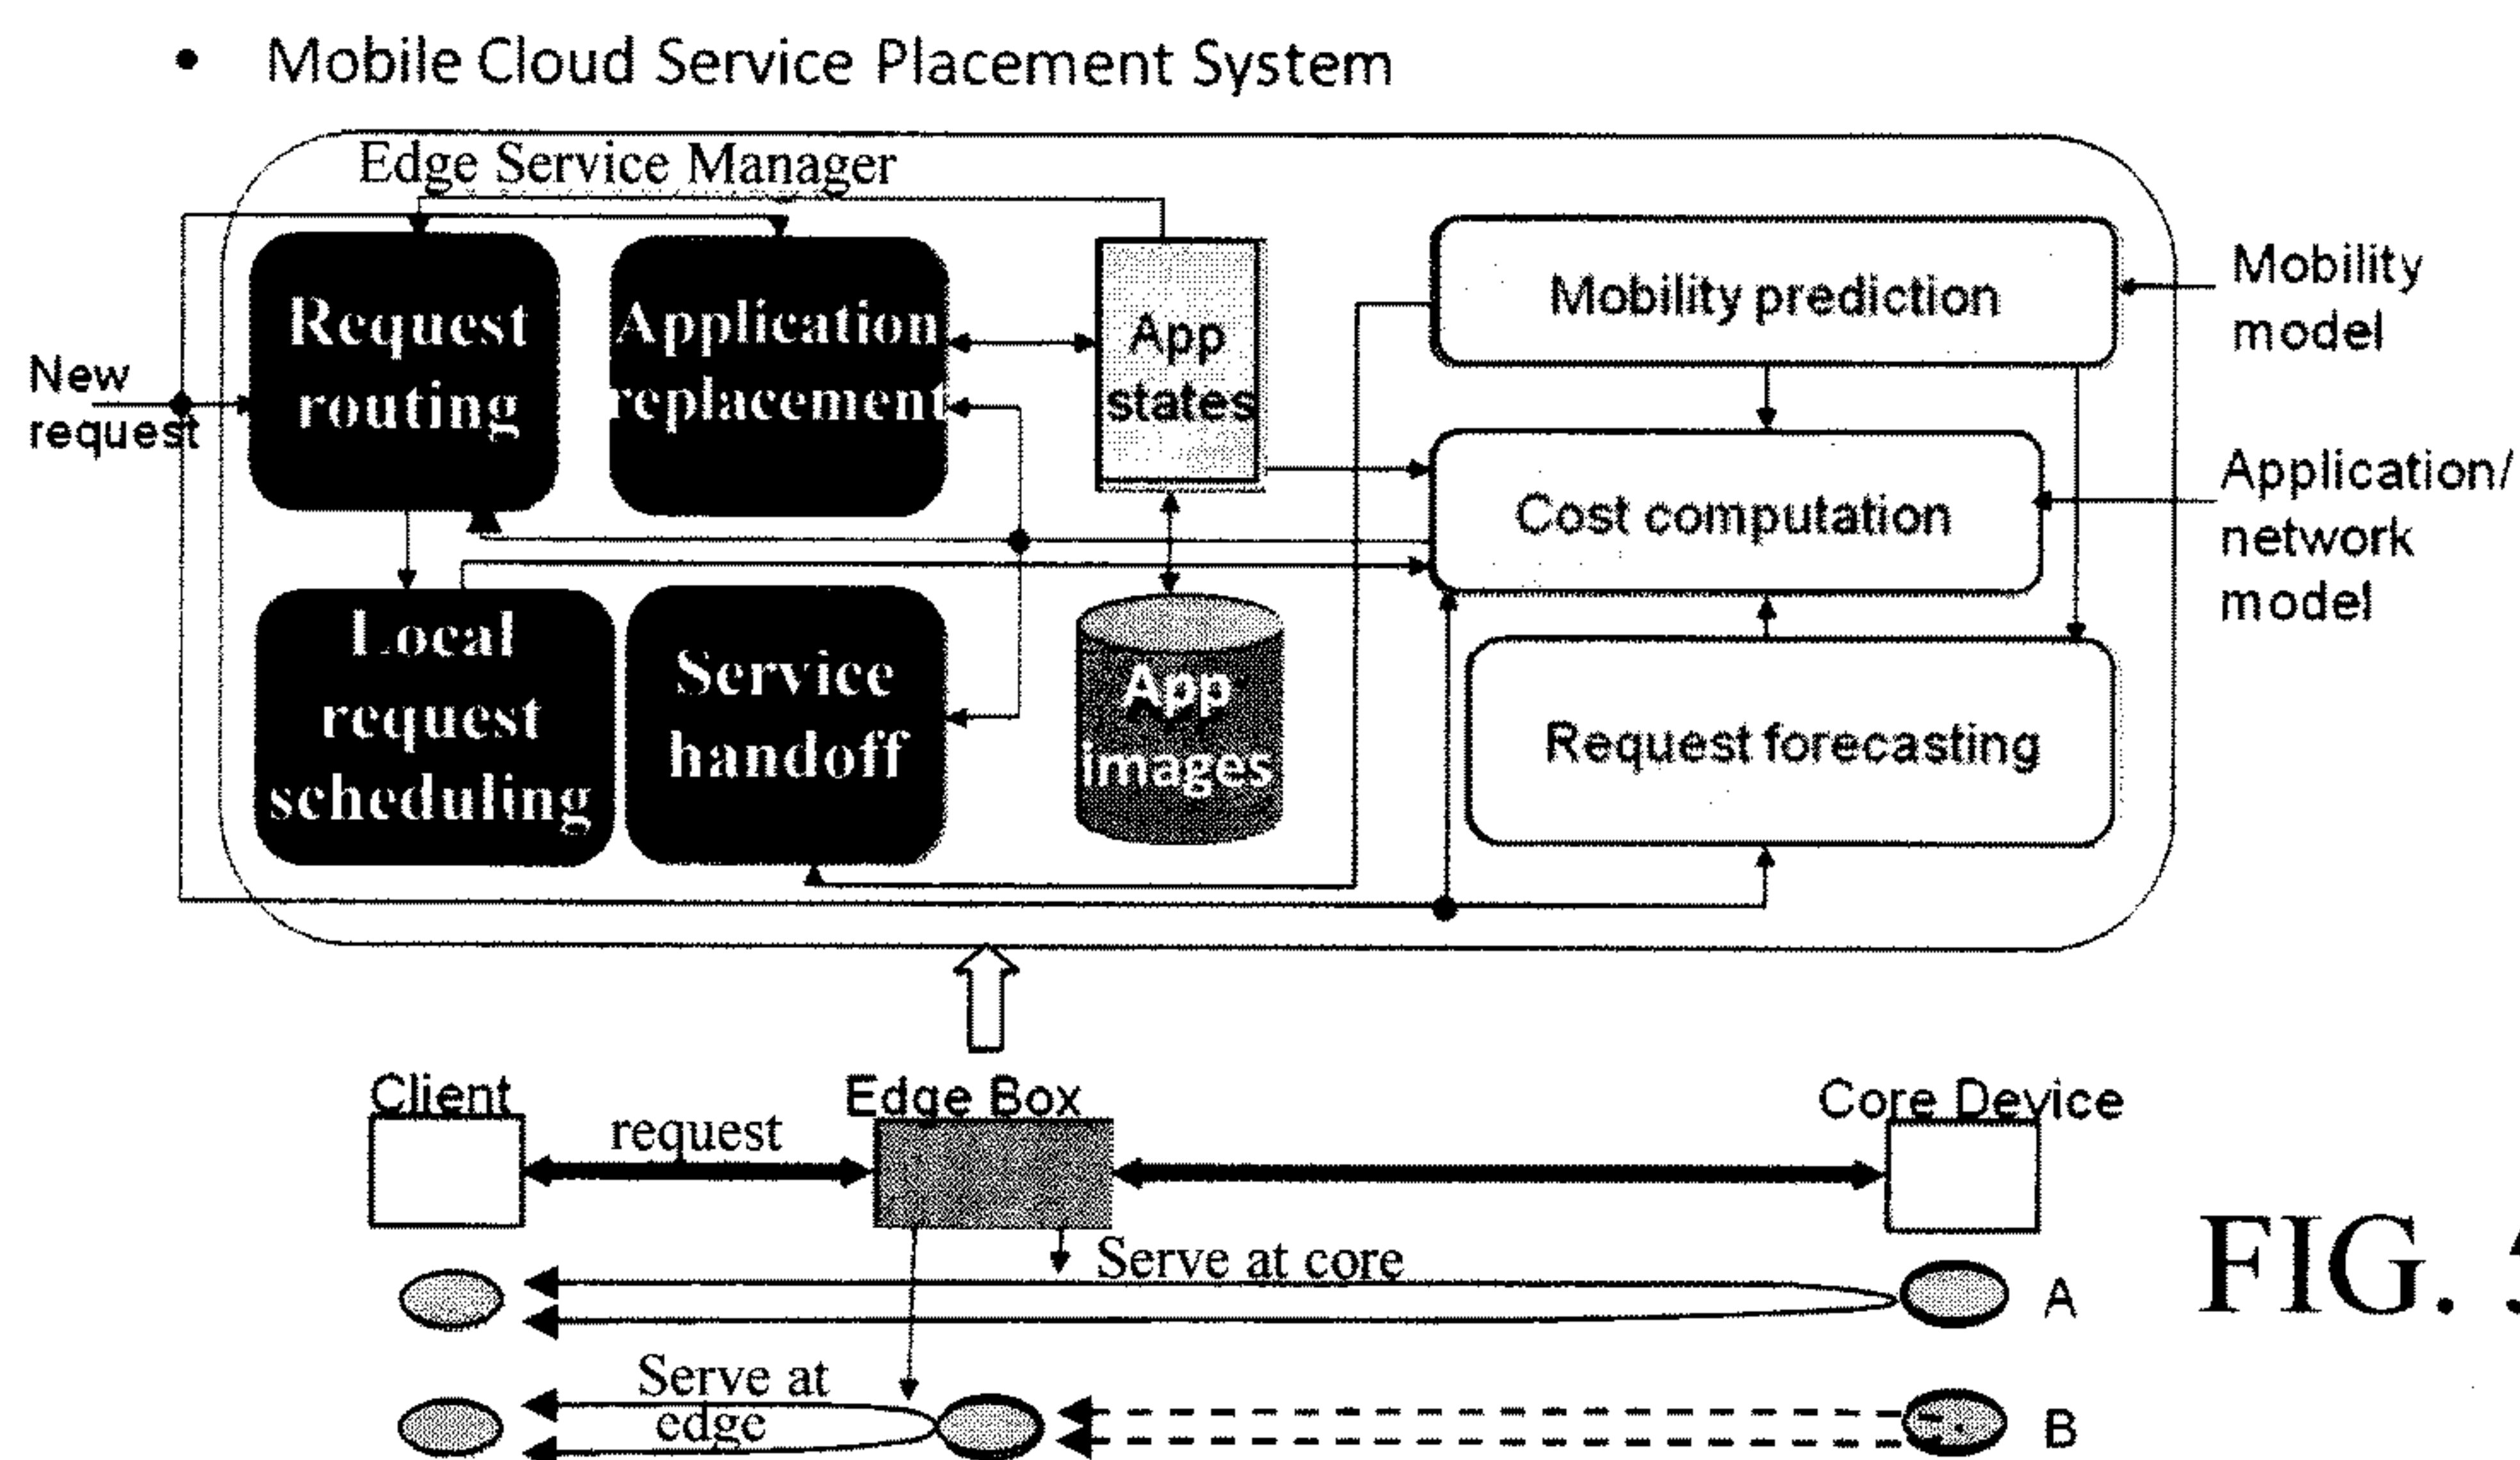 • Mobile Cloud Service Placement System
Edge Service Manager
New
request
Request
routing
Application
replacement
App
states
Mobility prediction
Mobility
model
Cost computation
Application/
network
model
Local
request
scheduling
Service
handoff
App
images
Request forecasting
Client
request
Edge Box
Core Device
Serve at core
A
FIG.
Serve at
edge
B